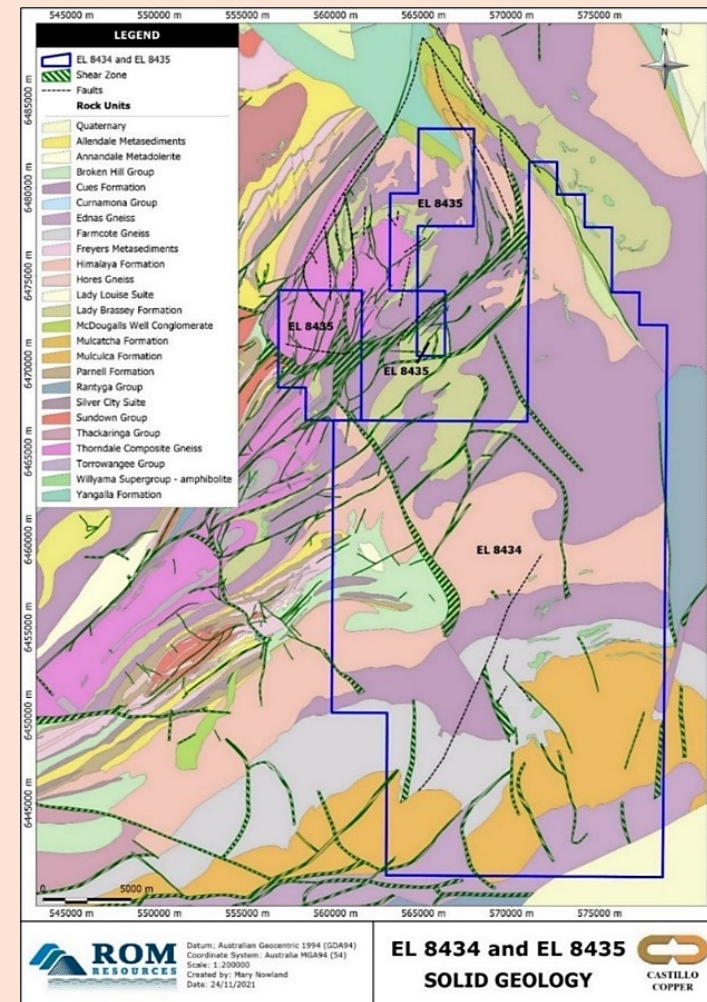 545000 m 550000 m 555000 m 560000 m 565000 m 570000 m 575000 m
LEGEND
EL 8434 and EL 8435
Shear Zone
Faults
Rock Units
Quaternary
Allendale Metasediments
Annandale Metadolerite
Broken Hill Group
Cues Formation
Curnamona Group
Ednas Gneiss
Farmcote Gneiss
Freyers Metasediments
Himalaya Formation
Hores Gneiss
Lady Louise Suite
Lady Brassey Formation
McDougalls Well Conglomerate
Mulcatcha Formation
Mulculca Formation
Parnell Formation
Rantyga Group
Silver City Suite
Sundown Group
Thackaringa Group
Thorndale Composite Gneiss
Torrowangee Group
Willyama Supergroup - amphibolite
Yangalla Formation
N
6485000 m
6480000 m
6475000 m
6470000 m
6465000 m
6460000 m
6455000 m
6450000 m
6445000 m
EL 8435
EL 8435
EL 8435
EL 8434
0 5000 m
545000 m 550000 m 555000 m 560000 m 565000 m 570000 m 575000 m
ROM
RESOURCES
Datum: Australian Geocentric 1994 (GDA94)
Coordinate System: Australia MGA94 (54)
Scale: 1:200000
Created by: Mary Nowland
Date: 24/11/2021
EL 8434 and EL 8435
SOLID GEOLOGY
CASTILLO
COPPER